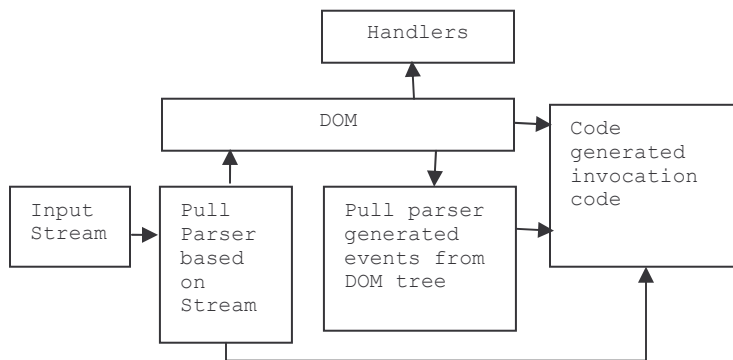 Handlers
DOM
Code
generated
invocation
code
Input
Stream
Pull
Parser
based
on
Stream
Pull parser
generated
events from
DOM tree